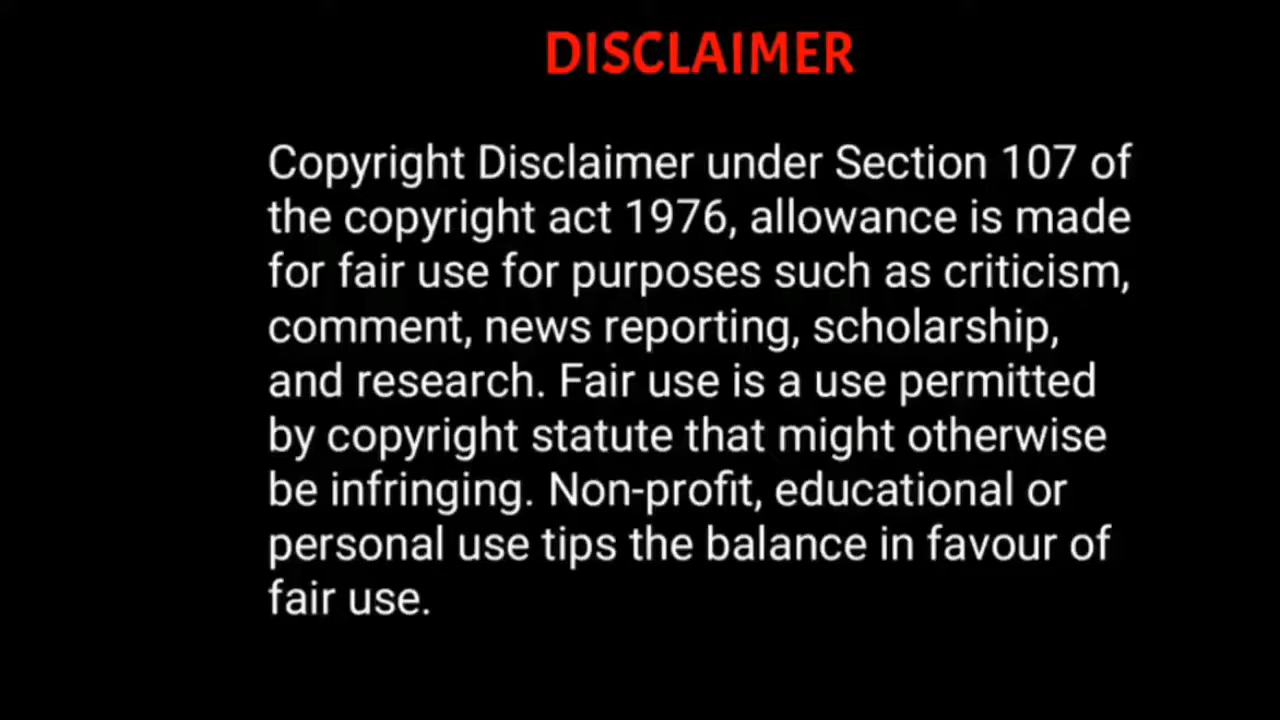 DISCLAIMER
Copyright Disclaimer under Section 107 of
the copyright act 1976, allowance is made
for fair use for purposes such as criticism,
comment, news reporting, scholarship,
and research. Fair use is a use permitted
by copyright statute that might otherwise
be infringing. Non-profit, educational or
personal use tips the balance in favour of
fair use.